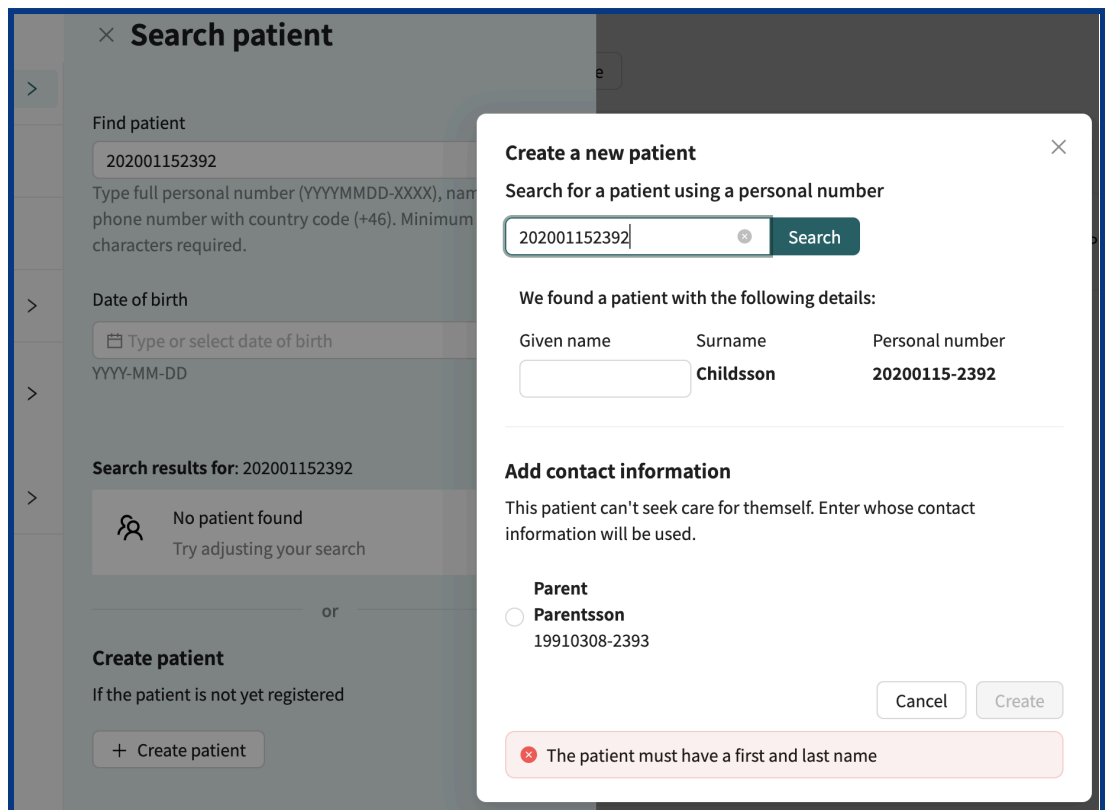 Search patient
Find patient
202001152392
Type full personal number (YYYYMMDD-XXXX), nam
phone number with country code (+46). Minimum
characters required.
Date of birth
Type or select date of birth
YYYY-MM-DD
Search results for: 202001152392
No patient found
Try adjusting your search
or
Create patient
If the patient is not yet registered
+ Create patient
e
Create a new patient
Search for a patient using a personal number
202001152392
Search
We found a patient with the following details:
Given name Surname Personal number
Childsson 20200115-2392
Add contact information
This patient can't seek care for themself. Enter whose contact
information will be used.
Parent
Parentsson
19910308-2393
Cancel Create
The patient must have a first and last name